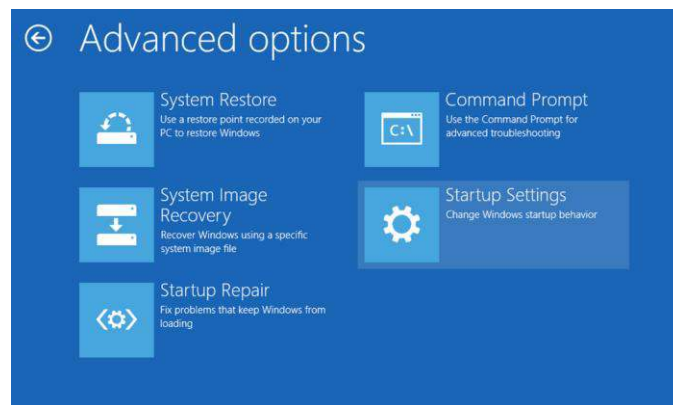 Advanced options
System Restore
Use a restore point recorded on your
PC to restore Windows
System Image
Recovery
Recover Windows using a specific
system image file
Startup Repair
Fix problems that keep Windows from
loading
C:\
Command Prompt
Use the Command Prompt for
advanced troubleshooting
Startup Settings
Change Windows startup behavior